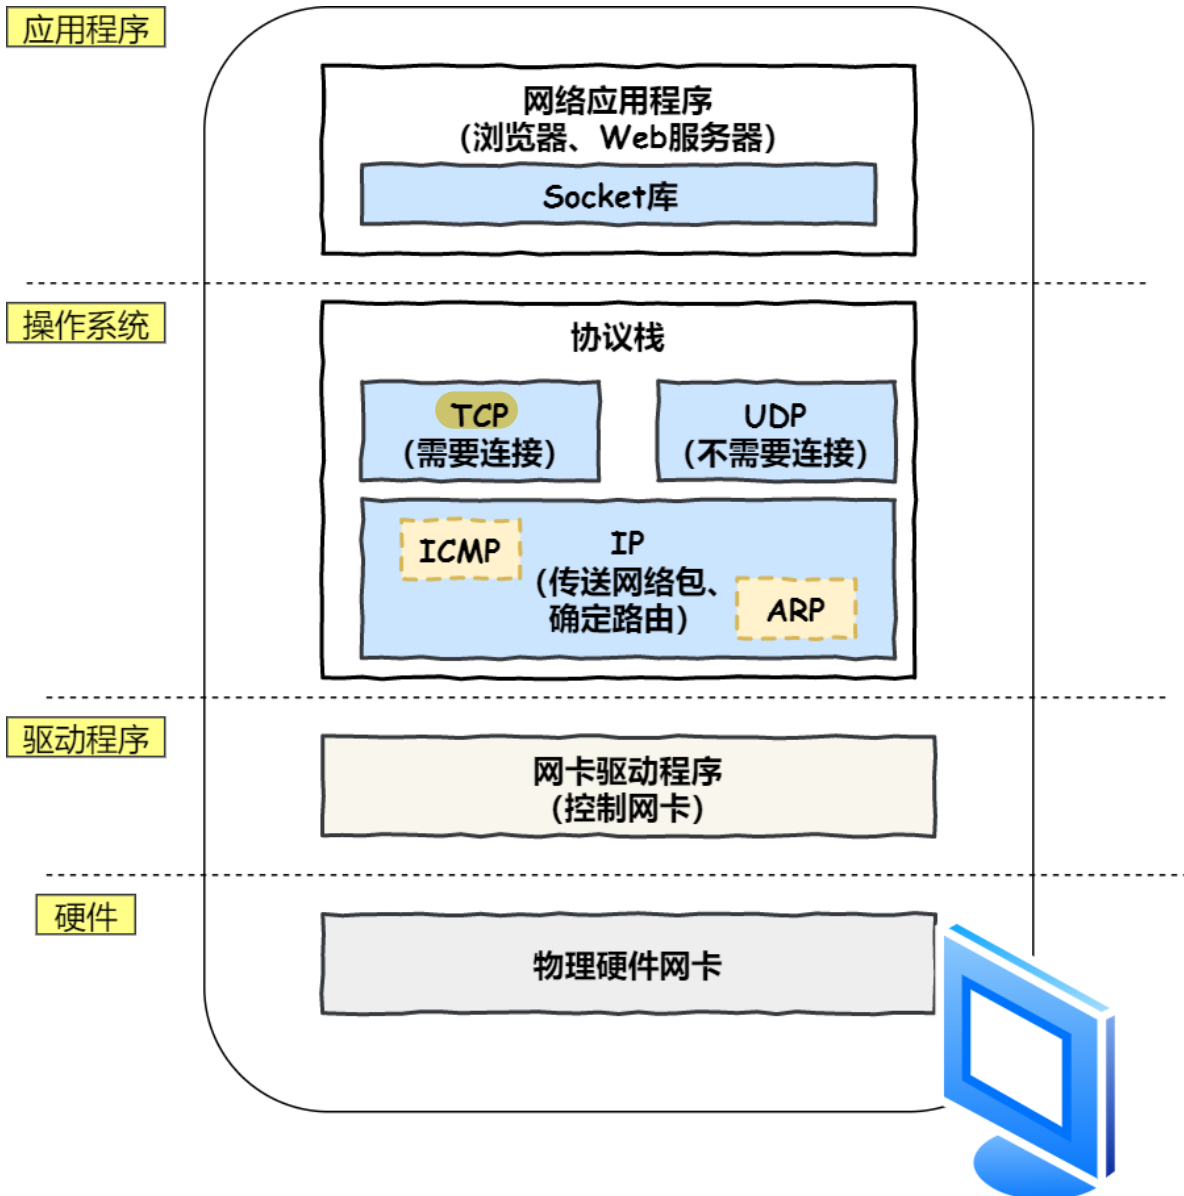 应用程序
网络应用程序
(浏览器、Web服务器)
Socket库
操作系统
协议栈
TCP
(需要连接)
UDP
(不需要连接)
ICMP
IP
(传送网络包、
确定路由)
ARP
驱动程序
网卡驱动程序
(控制网卡)
硬件
物理硬件网卡